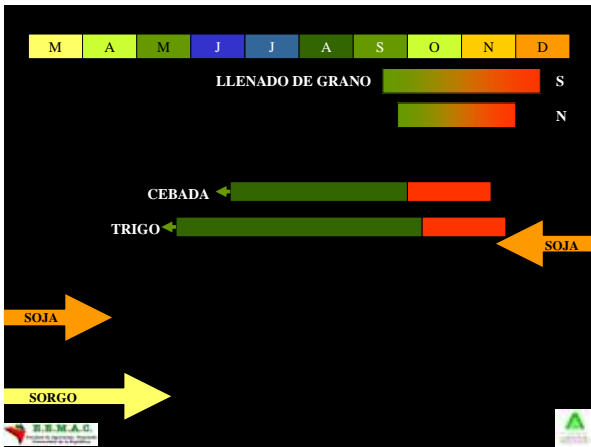 M A M J J A S O N D
LLENADO DE GRANO S
N
CEBADA
TRIGO
SOJA
SOJA
SORGO
E.E.M.A.C.